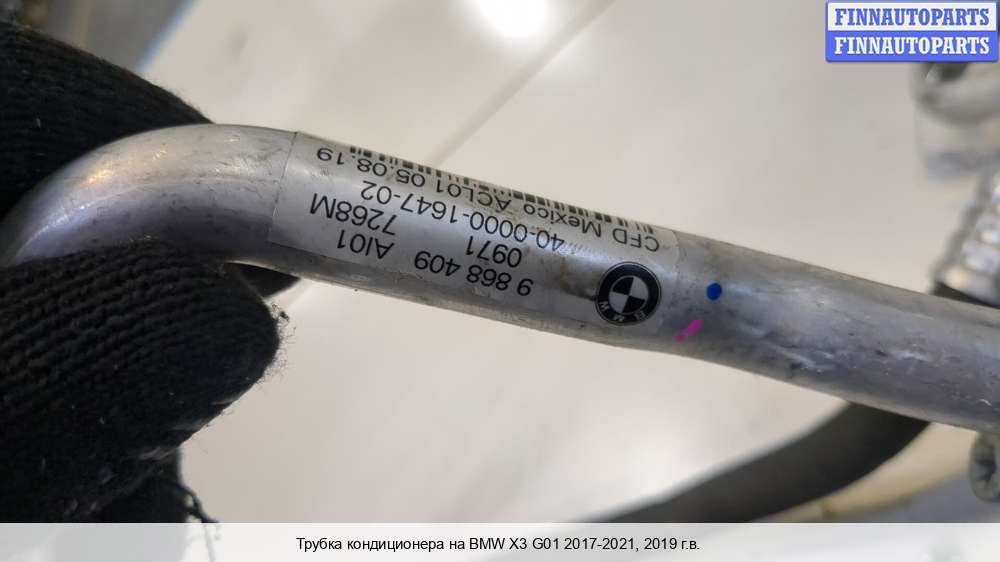 FINNAUTOPARTS
FINNAUTOPARTS
BMW
9 868 409 AI01
0971 7268M
40-0000-1647-02
CFD Mexico ACL01 05.08.19
Трубка кондиционера на BMW X3 G01 2017-2021, 2019 г.в.